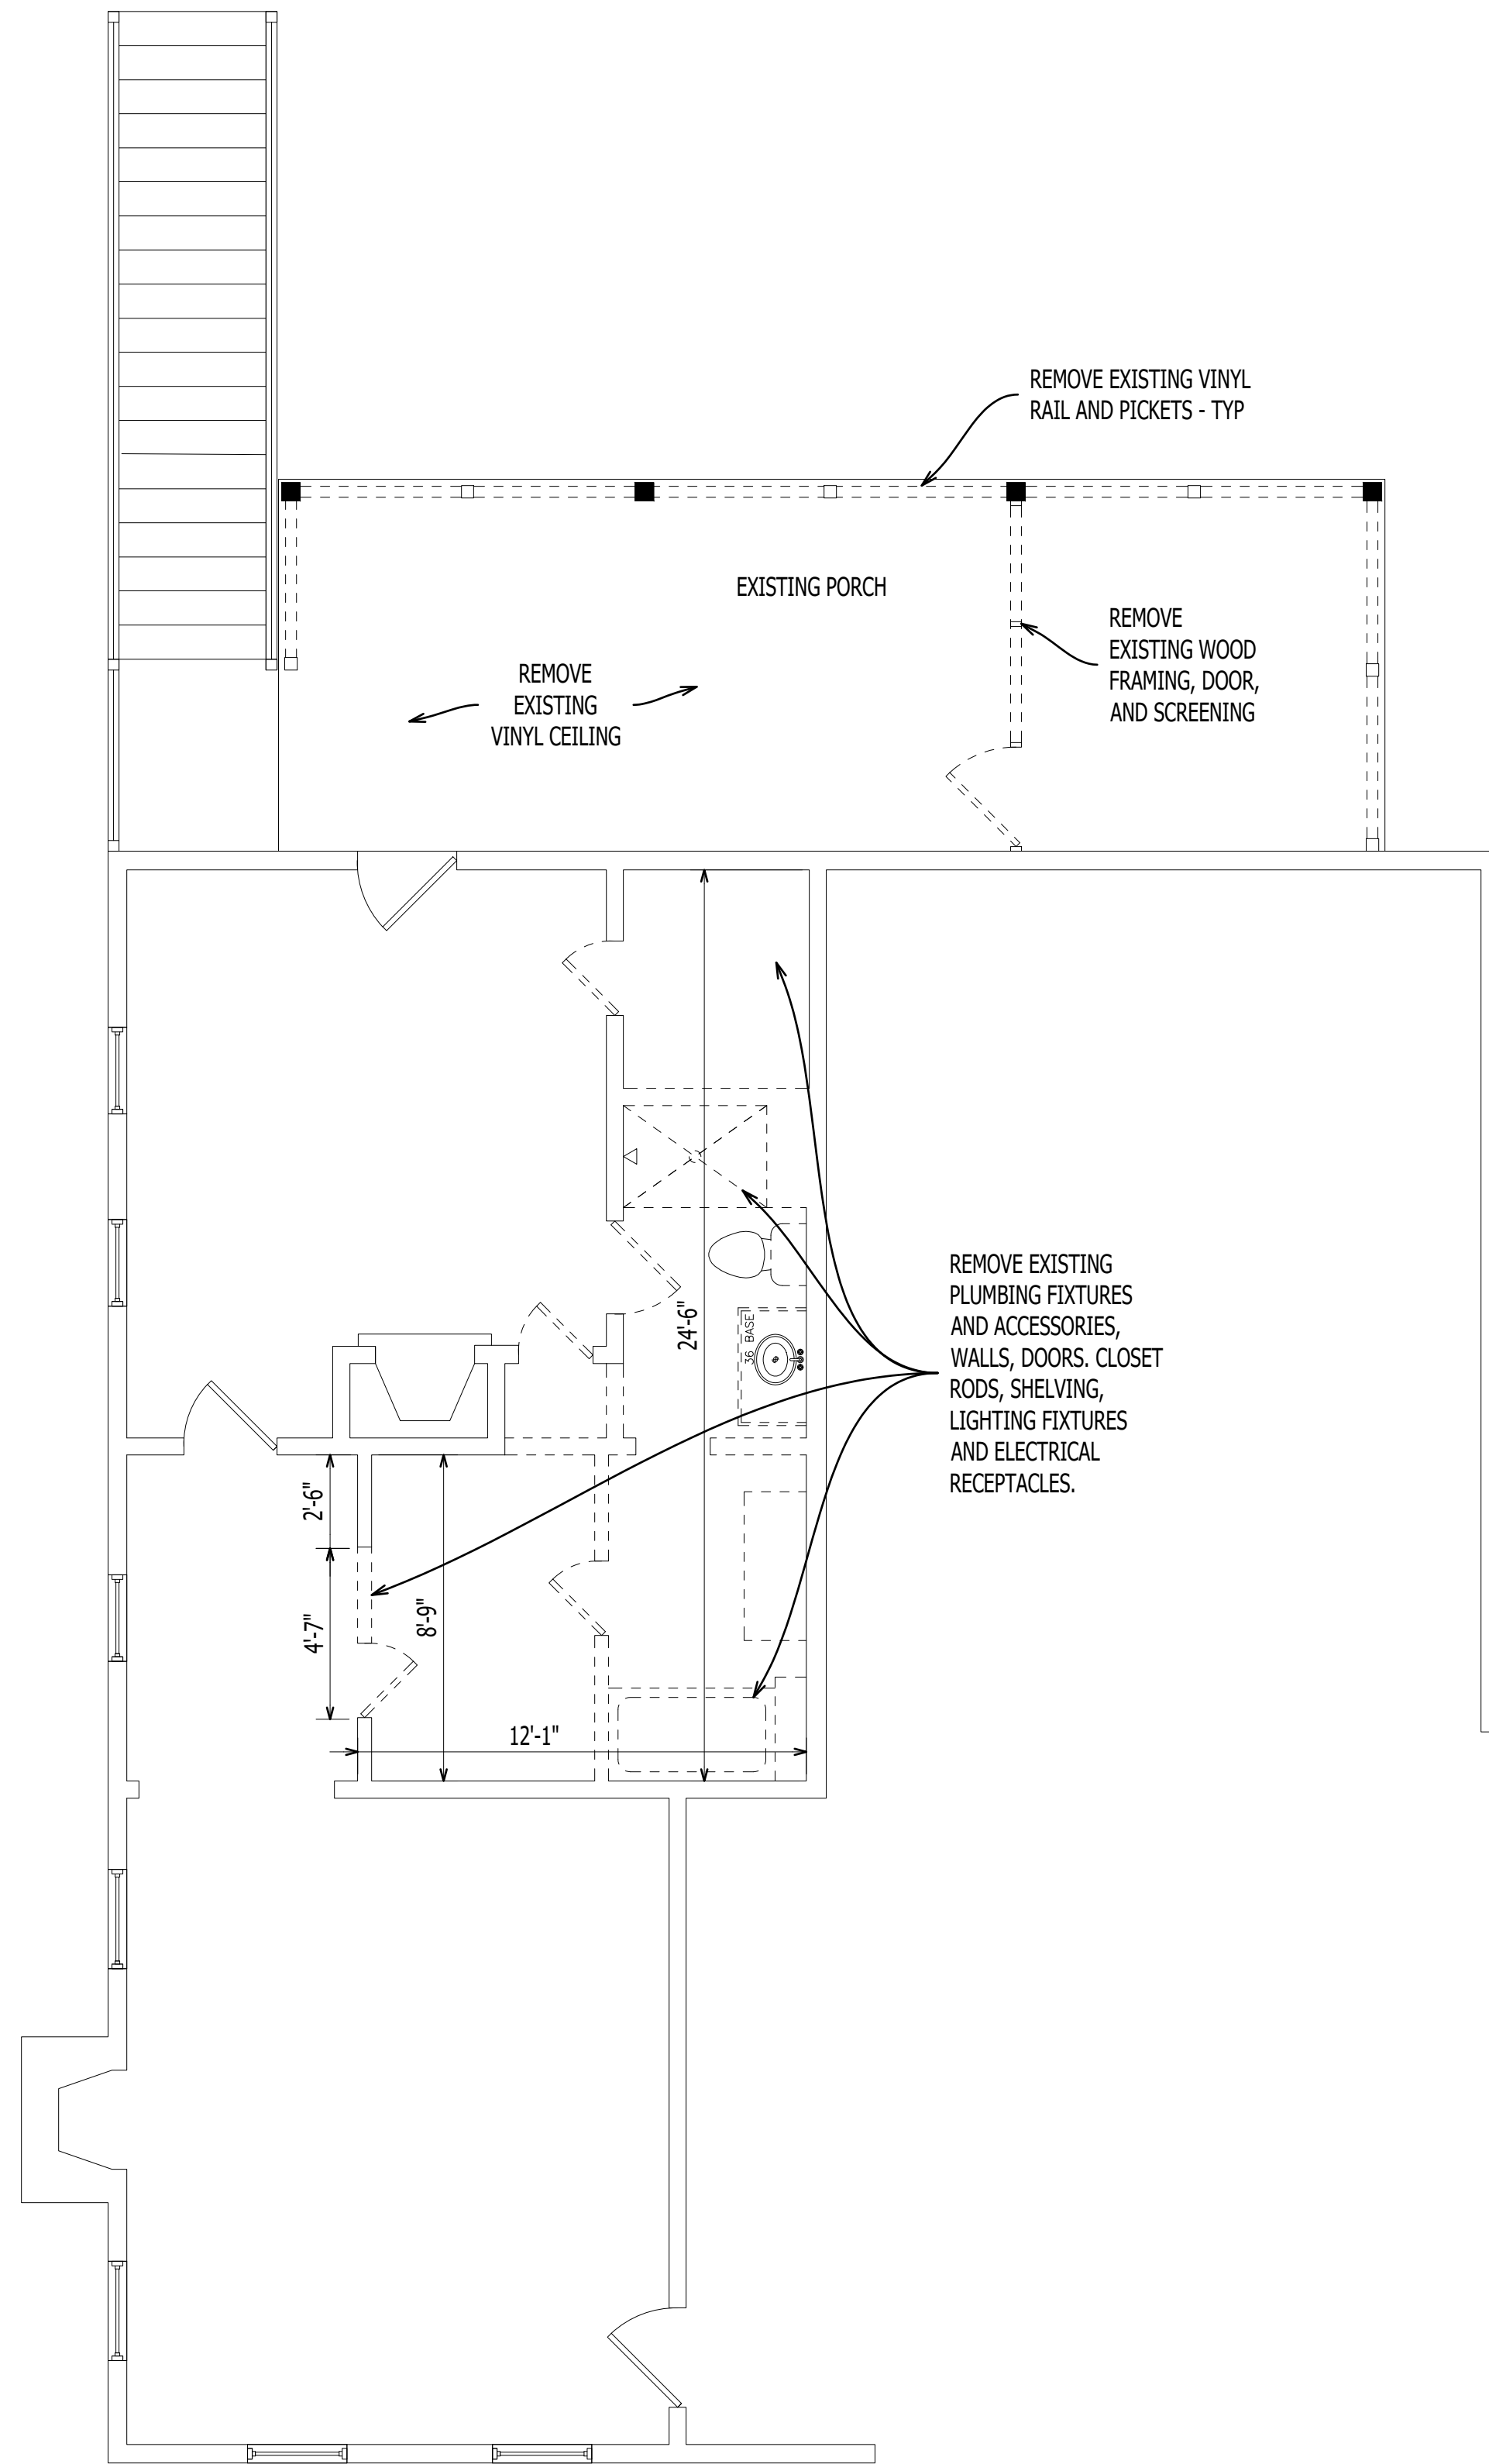 REMOVE EXISTING VINYL
RAIL AND PICKETS - TYP
EXISTING PORCH
REMOVE
EXISTING WOOD
FRAMING, DOOR,
AND SCREENING
REMOVE
EXISTING
VINYL CEILING
REMOVE EXISTING
PLUMBING FIXTURES
AND ACCESSORIES,
WALLS, DOORS. CLOSET
RODS, SHELVING,
LIGHTING FIXTURES
AND ELECTRICAL
RECEPTACLES.
24'-6"
36 BASE
2'-6"
4'-7"
8'-9"
12'-1"